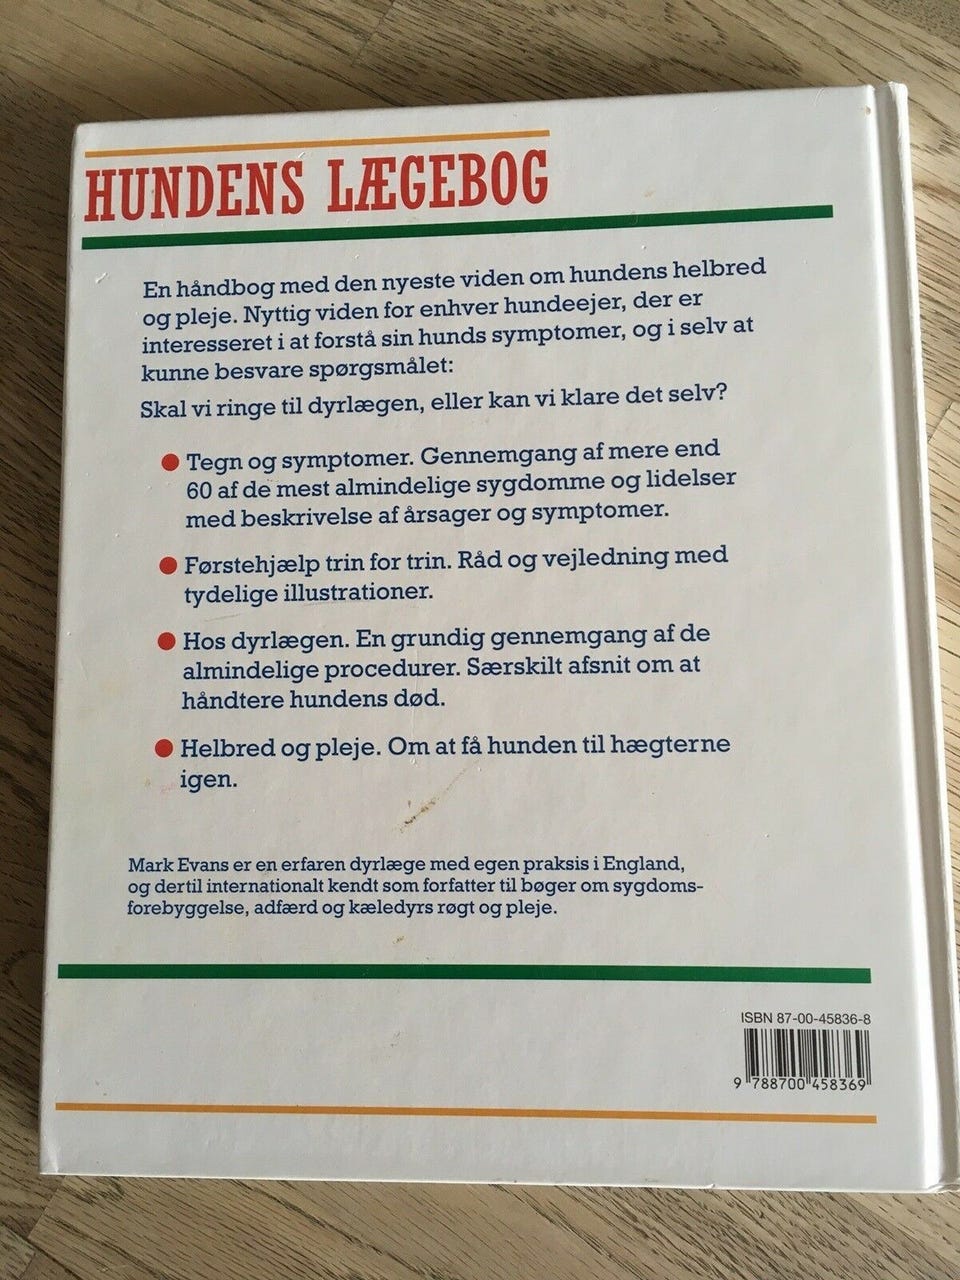 HUNDENS LÆGEBOG
En håndbog med den nyeste viden om hundens helbred
og pleje. Nyttig viden for enhver hundeejer, der er
interesseret i at forstå sin hunds symptomer, og i selv at
kunne besvare spørgsmålet:
Skal vi ringe til dyrlægen, eller kan vi klare det selv?
● Tegn og symptomer. Gennemgang af mere end
60 af de mest almindelige sygdomme og lidelser
med beskrivelse af årsager og symptomer.
● Førstehjælp trin for trin. Råd og vejledning med
tydelige illustrationer.
● Hos dyrlægen. En grundig gennemgang af de
almindelige procedurer. Særskilt afsnit om at
håndtere hundens død.
● Helbred og pleje. Om at få hunden til hægterne
igen.
Mark Evans er en erfaren dyrlæge med egen praksis i England,
og dertil internationalt kendt som forfatter til bøger om sygdoms-
forebyggelse, adfærd og kæledyrs røgt og pleje.
ISBN 87-00-45836-8
9 788700 458369